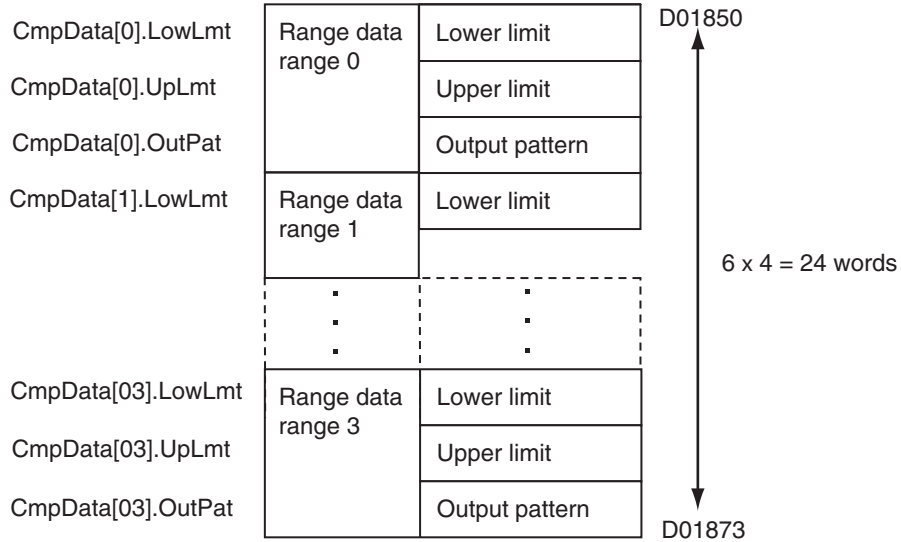 D01850
CmpData[0].LowLmt
Range data
range 0
Lower limit
CmpData[0].UpLmt
Upper limit
CmpData[0].OutPat
Output pattern
CmpData[1].LowLmt
Range data
range 1
Lower limit
6 x 4 = 24 words
CmpData[03].LowLmt
Range data
range 3
Lower limit
CmpData[03].UpLmt
Upper limit
CmpData[03].OutPat
Output pattern
D01873